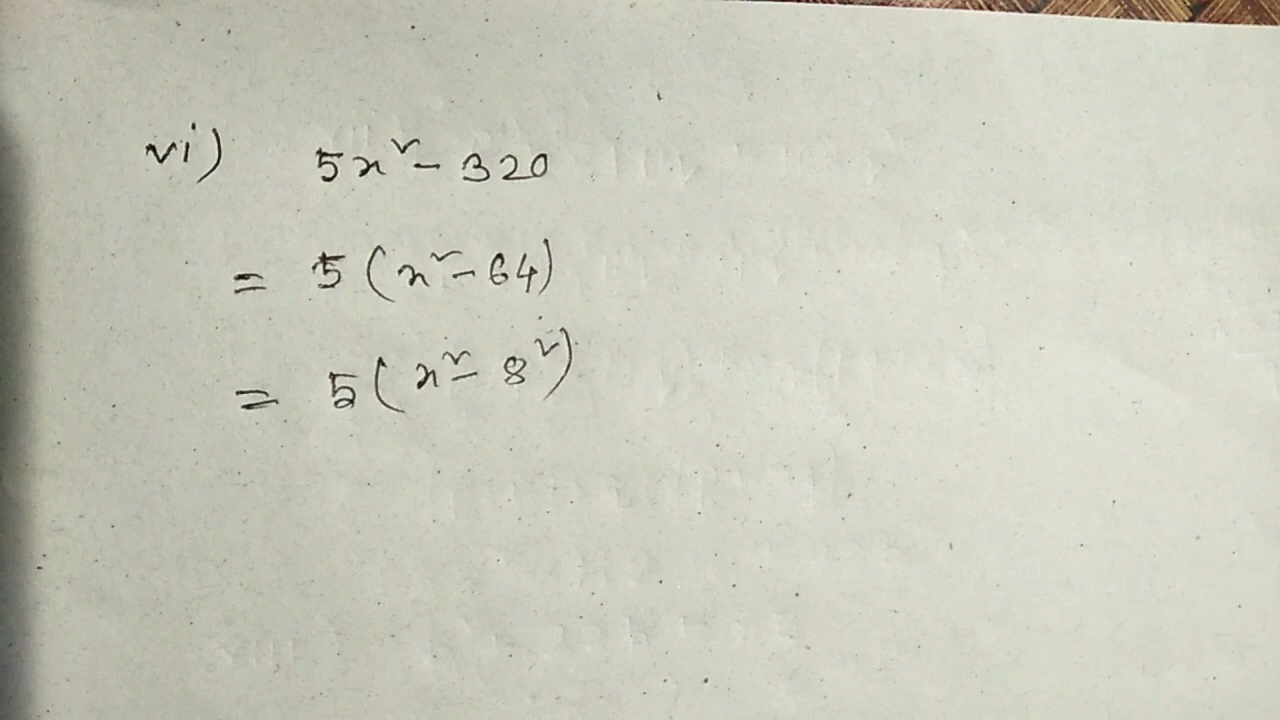 vi) 5x² - 320
= 5 (x² - 64)
= 5 (x² - 8²)